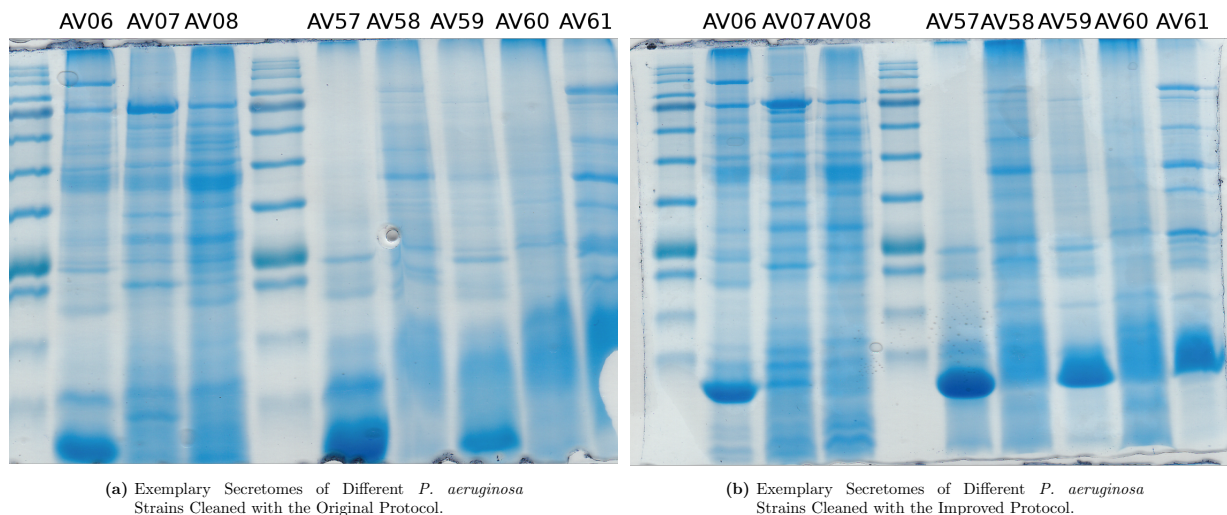 AV06 AV07 AV08 AV57 AV58 AV59 AV60 AV61
AV06 AV07 AV08 AV57 AV58 AV59 AV60 AV61
(a) Exemplary Secretomes of Different P. aeruginosa
Strains Cleaned with the Original Protocol.
(b) Exemplary Secretomes of Different P. aeruginosa
Strains Cleaned with the Improved Protocol.